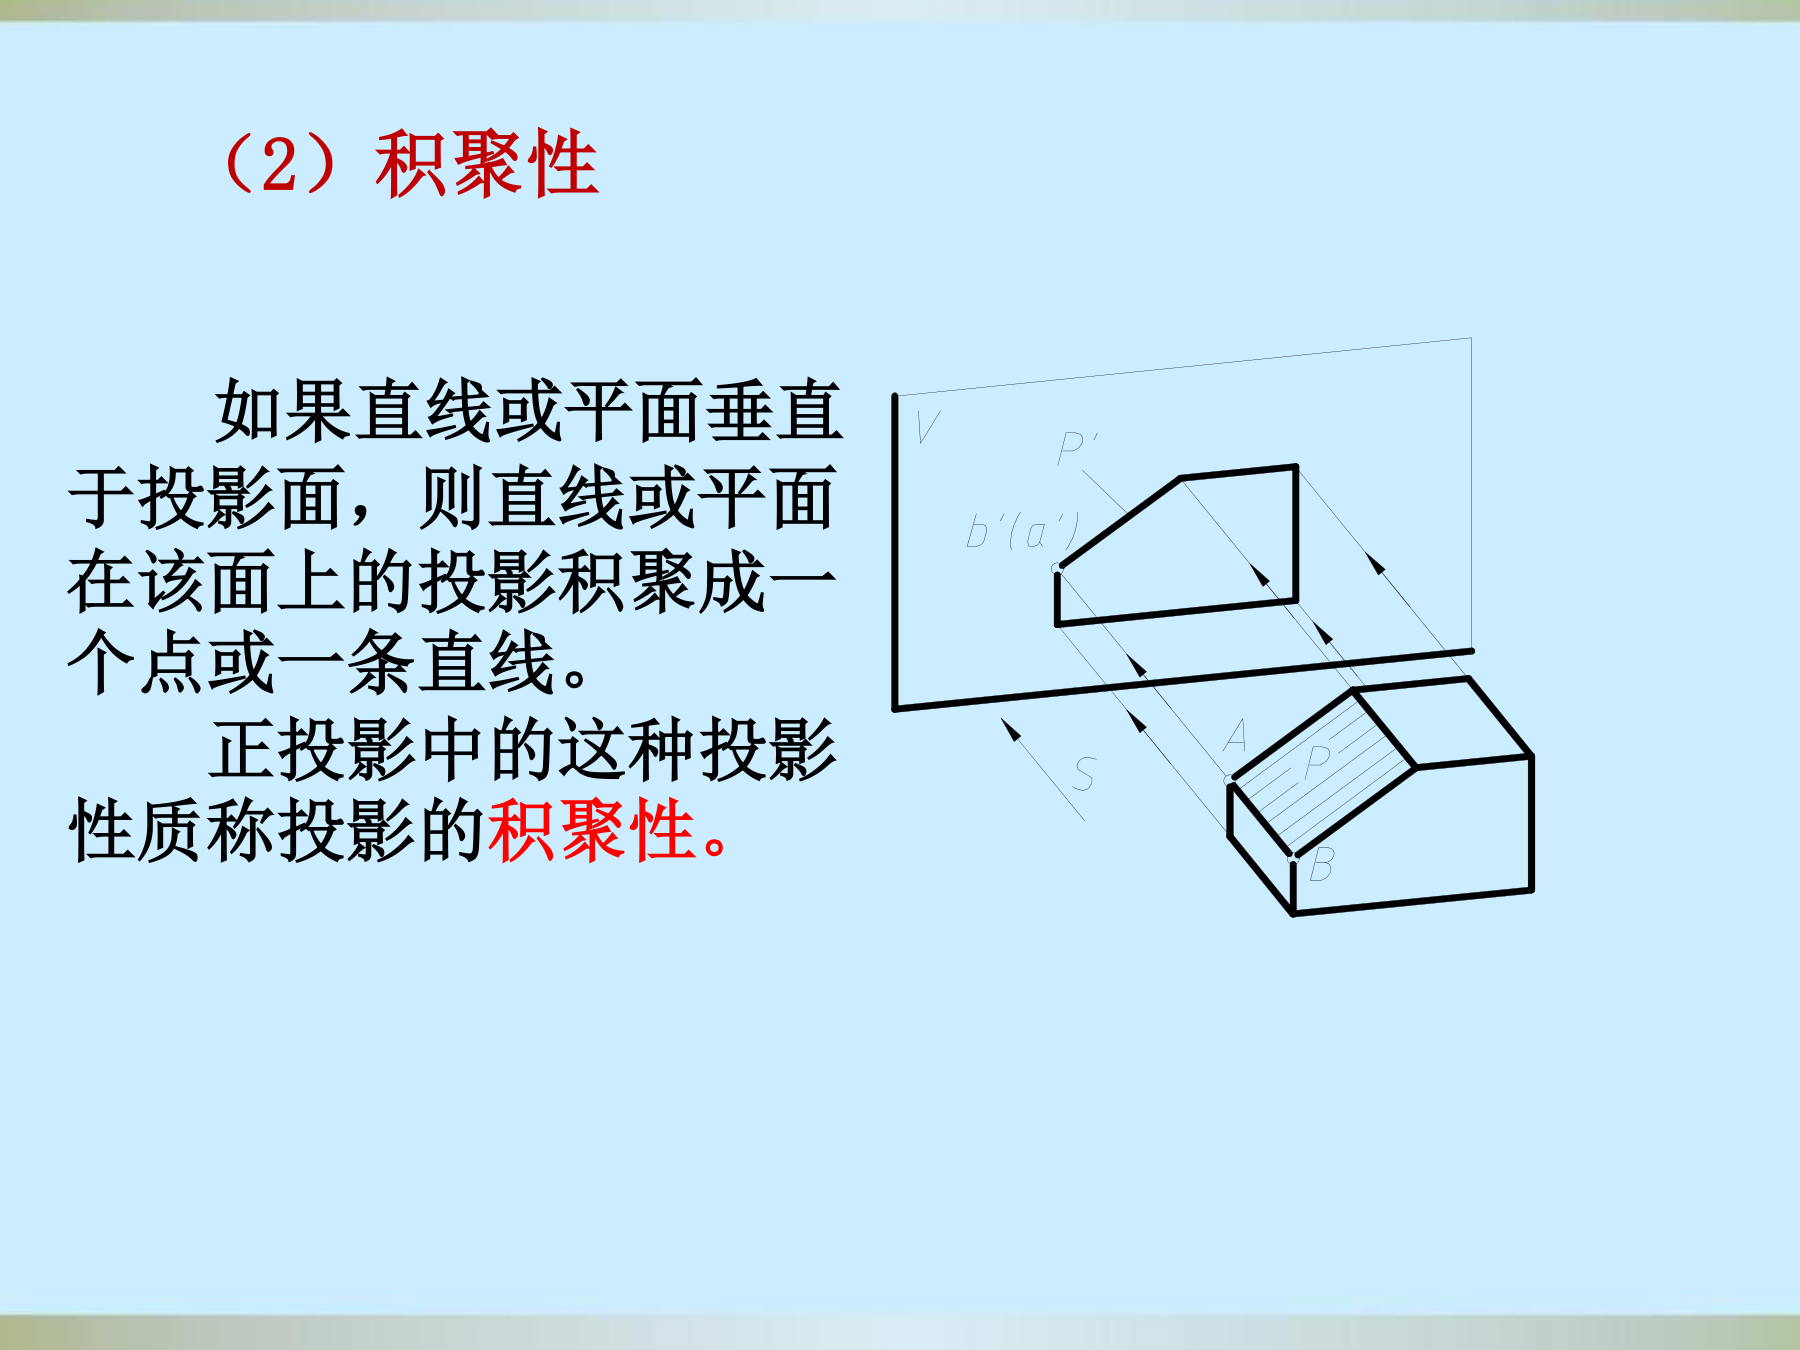 （2）积聚性
如果直线或平面垂直
于投影面，则直线或平面
在该面上的投影积聚成一
个点或一条直线。
正投影中的这种投影
性质称投影的积聚性。
V
P′
b′(a′)
A
P
S
B